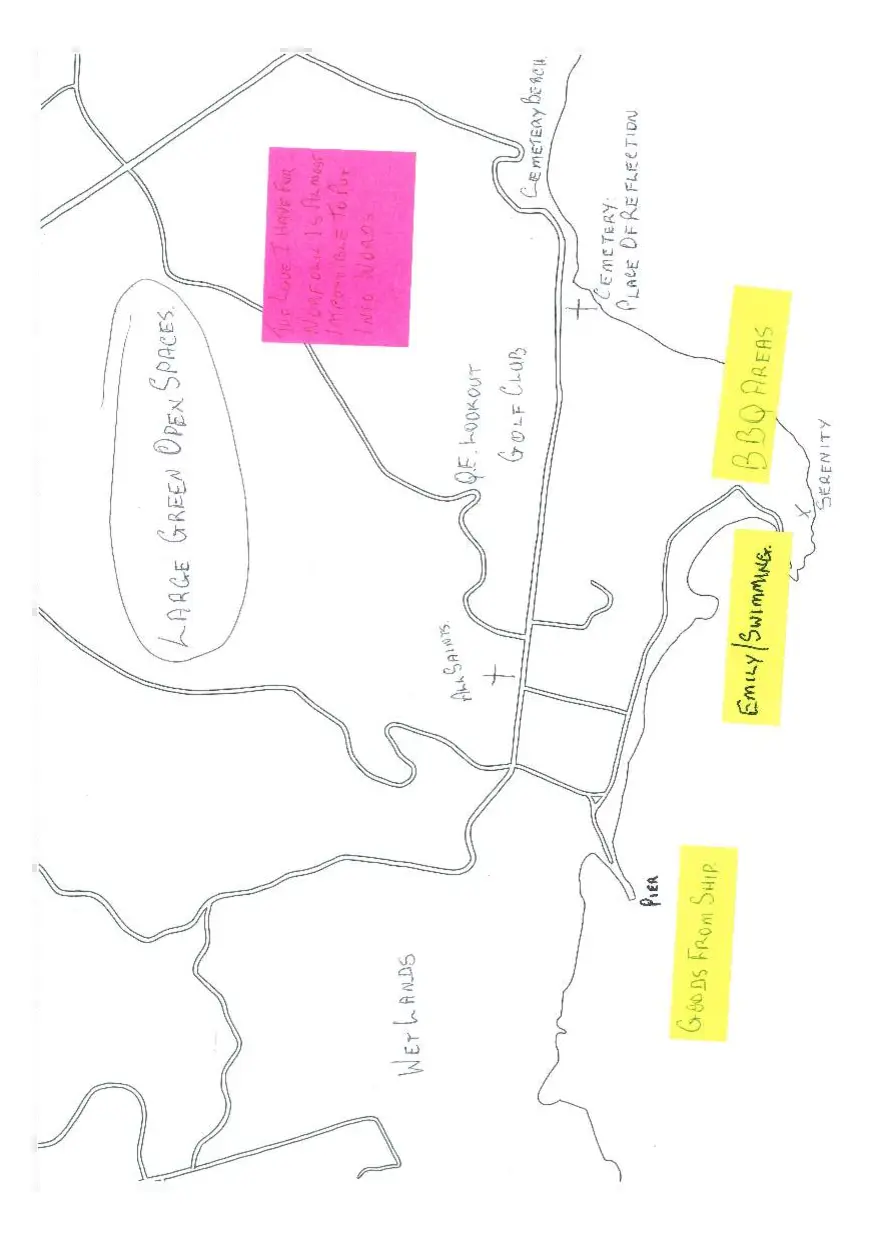 THE LOVE I HAVE FOR
NORFOLK IS ALMOST
IMPOSSIBLE TO PUT
INTO WORDS
LARGE GREEN OPEN SPACES.
CEMETERY BEACH.
CEMETERY.
PLACE OF REFLECTION
Q.E. LOOKOUT
GOLF CLUB
ALL SAINTS.
BBQ AREAS
SERENITY
EMILY/SWIMMING.
PIER
GOODS FROM SHIP.
WET LANDS